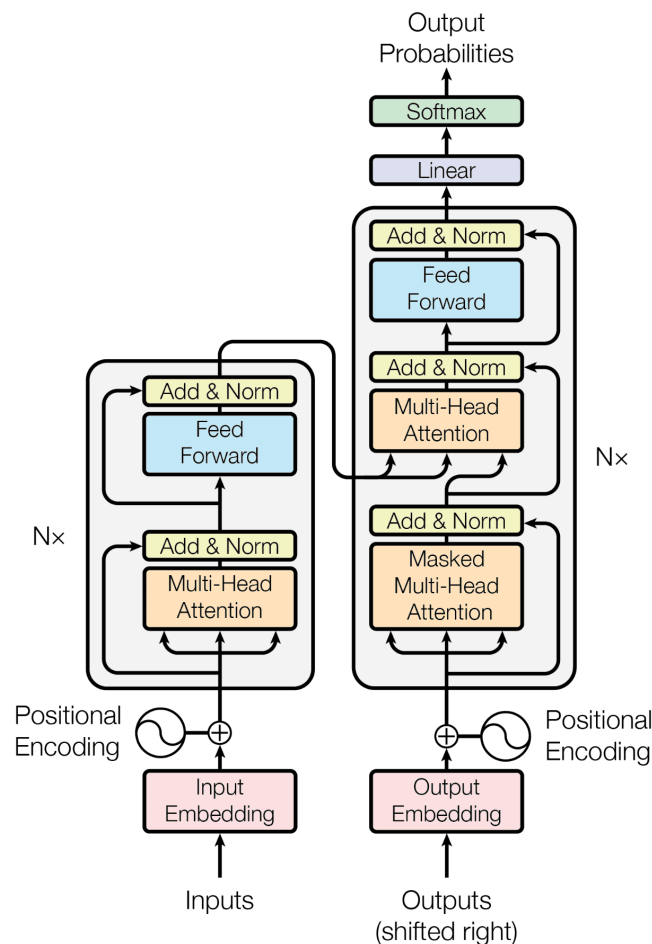 Output
Probabilities
Softmax
Linear
Add & Norm
Feed
Forward
Add & Norm
Multi-Head
Attention
Add & Norm
Masked
Multi-Head
Attention
N×
Add & Norm
Feed
Forward
Add & Norm
Multi-Head
Attention
N×
Positional
Encoding
Positional
Encoding
Input
Embedding
Output
Embedding
Inputs
Outputs
(shifted right)